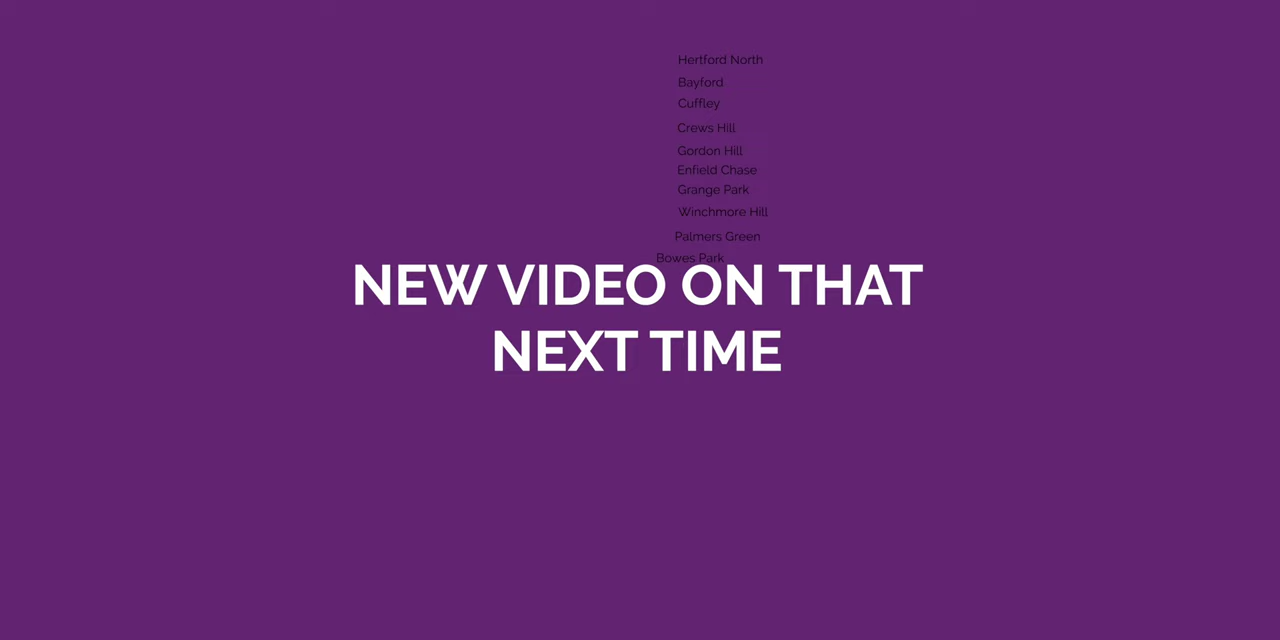 Hertford North
Bayford
Cuffley
Crews Hill
Gordon Hill
Enfield Chase
Grange Park
Winchmore Hill
Palmers Green
Bowes Park
NEW VIDEO ON THAT
NEXT TIME